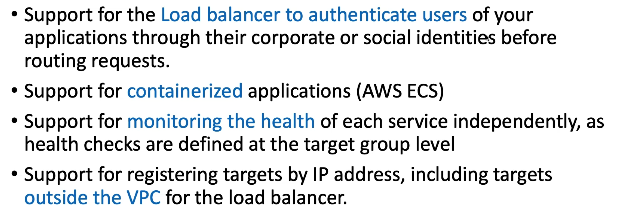 • Support for the Load balancer to authenticate users of your
applications through their corporate or social identities before
routing requests.
• Support for containerized applications (AWS ECS)
• Support for monitoring the health of each service independently, as
health checks are defined at the target group level
• Support for registering targets by IP address, including targets
outside the VPC for the load balancer.